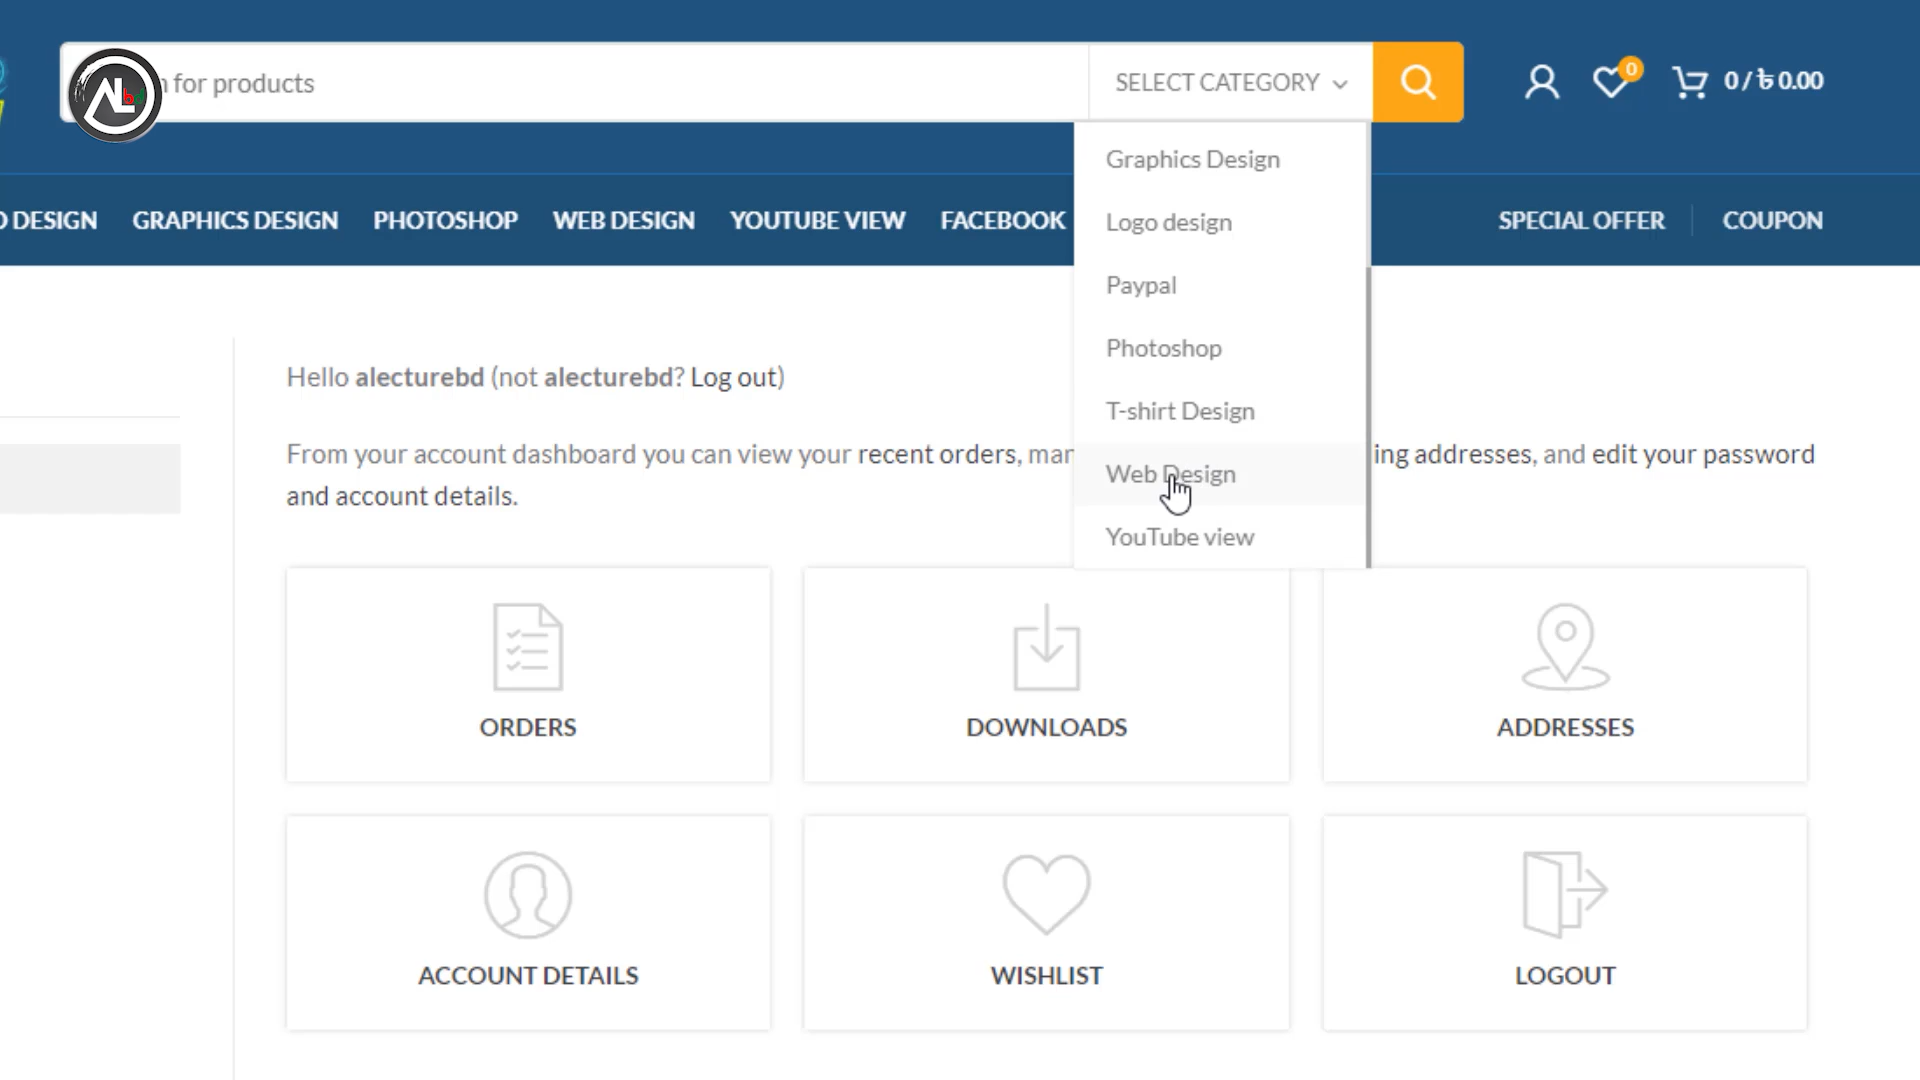 for products
SELECT CATEGORY
0
0 / ৳ 0.00
AL
DESIGN
GRAPHICS DESIGN
PHOTOSHOP
WEB DESIGN
YOUTUBE VIEW
FACEBOOK
SPECIAL OFFER
COUPON
Graphics Design
Logo design
Paypal
Photoshop
T-shirt Design
Web Design
YouTube view
Hello alecturebd (not alecturebd? Log out)
From your account dashboard you can view your recent orders, addresses, and edit your password
and account details.
ORDERS
DOWNLOADS
ADDRESSES
ACCOUNT DETAILS
WISHLIST
LOGOUT